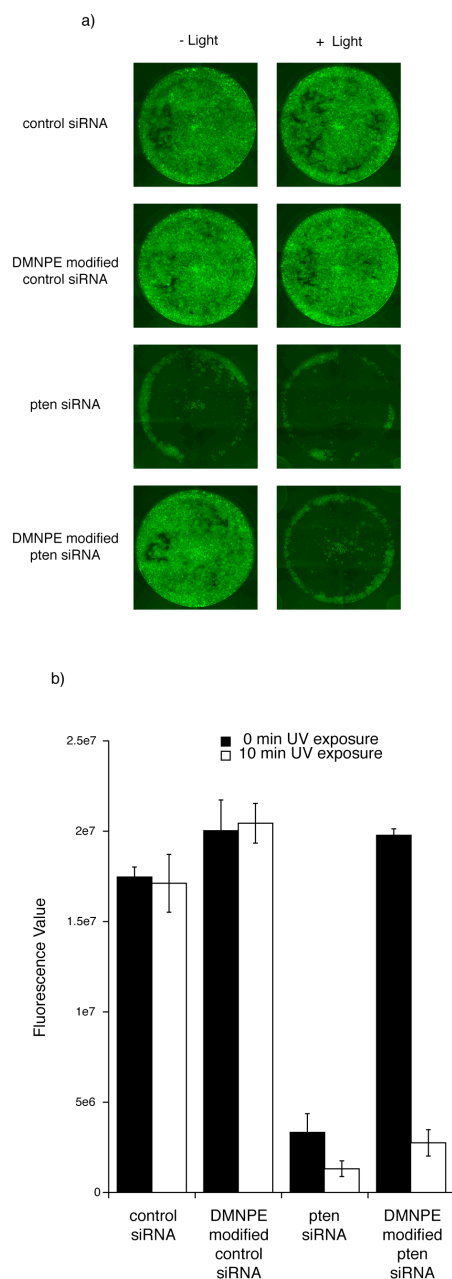 a)
- Light
+ Light
control siRNA
DMNPE modified
control siRNA
pten siRNA
DMNPE modified
pten siRNA
b)
2.5e7
2e7
1.5e7
1e7
5e6
0
Fluorescence Value
0 min UV exposure
10 min UV exposure
control
siRNA
DMNPE
modified
control
siRNA
pten
siRNA
DMNPE
modified
pten
siRNA